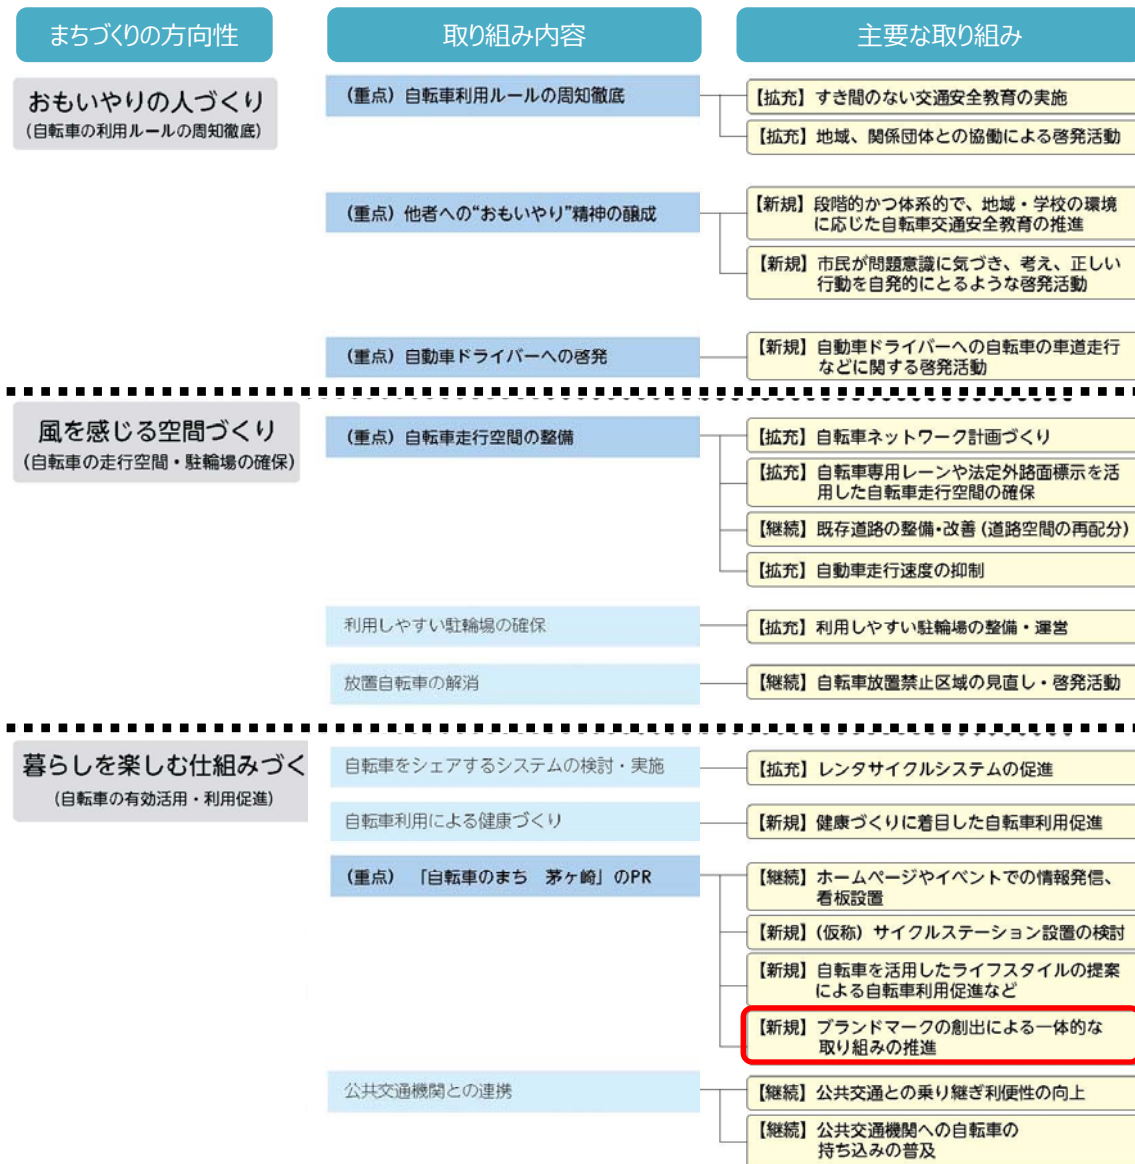 まちづくりの方向性
取り組み内容
主要な取り組み
おもいやりの人づくり
(自転車の利用ルールの周知徹底)
(重点) 自転車利用ルールの周知徹底
【拡充】すき間のない交通安全教育の実施
【拡充】地域、関係団体との協働による啓発活動
(重点) 他者への“おもいやり”精神の醸成
【新規】段階的かつ体系的で、地域・学校の環境
に応じた自転車交通安全教育の推進
【新規】市民が問題意識に気づき、考え、正しい
行動を自発的にとるような啓発活動
(重点) 自動車ドライバーへの啓発
【新規】自動車ドライバーへの自転車の車道走行
などに関する啓発活動
風を感じる空間づくり
(自転車の走行空間・駐輪場の確保)
(重点) 自転車走行空間の整備
【拡充】自転車ネットワーク計画づくり
【拡充】自転車専用レーンや法定外路面標示を活
用した自転車走行空間の確保
【継続】既存道路の整備・改善(道路空間の再配分)
【拡充】自動車走行速度の抑制
利用しやすい駐輪場の確保
【拡充】利用しやすい駐輪場の整備・運営
放置自転車の解消
【継続】自転車放置禁止区域の見直し・啓発活動
暮らしを楽しむ仕組みづく
(自転車の有効活用・利用促進)
自転車をシェアするシステムの検討・実施
【拡充】レンタサイクルシステムの促進
自転車利用による健康づくり
【新規】健康づくりに着目した自転車利用促進
(重点) 「自転車のまち 茅ヶ崎」のPR
【継続】ホームページやイベントでの情報発信、
看板設置
【新規】(仮称) サイクルステーション設置の検討
【新規】自転車を活用したライフスタイルの提案
による自転車利用促進など
【新規】ブランドマークの創出による一体的な
取り組みの推進
公共交通機関との連携
【継続】公共交通との乗り継ぎ利便性の向上
【継続】公共交通機関への自転車の
持ち込みの普及